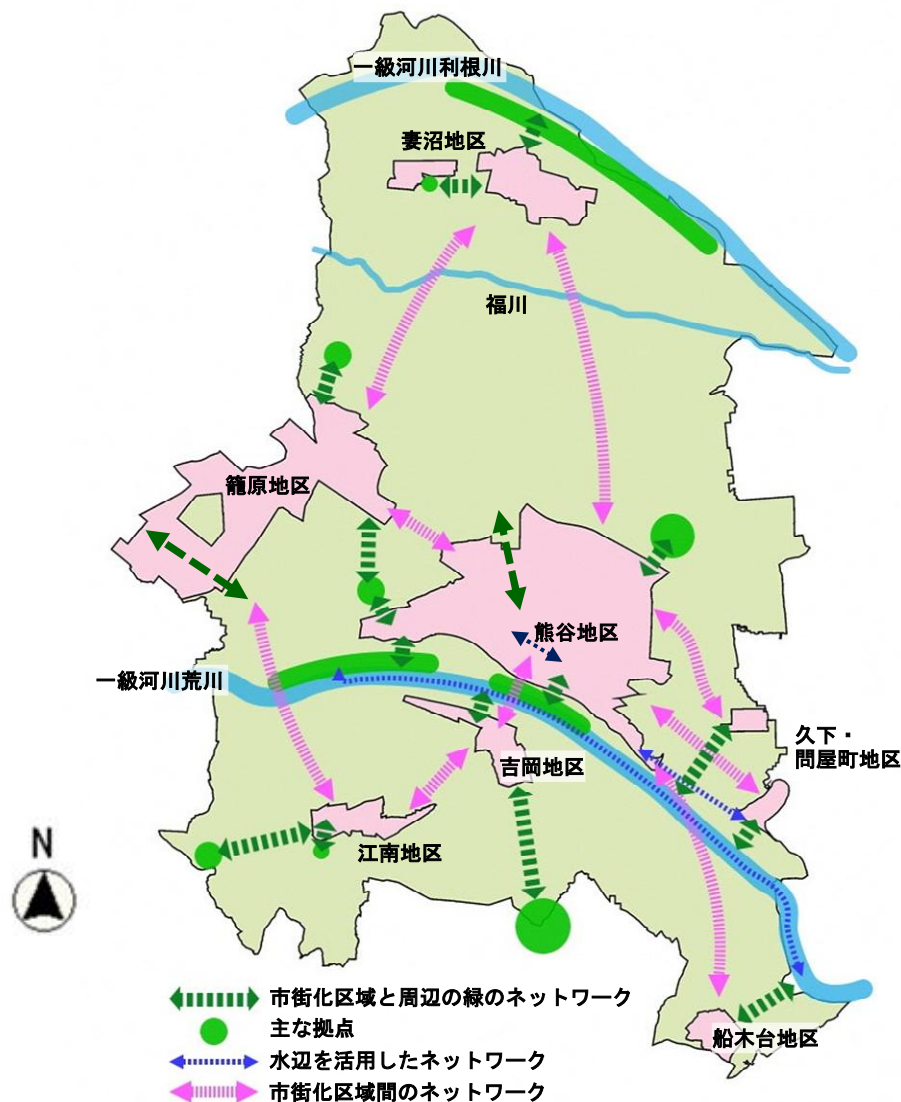 一級河川利根川
妻沼地区
福川
籠原地区
熊谷地区
一級河川荒川
久下・
問屋町地区
吉岡地区
江南地区
N
船木台地区
市街化区域と周辺の緑のネットワーク
主な拠点
水辺を活用したネットワーク
市街化区域間のネットワーク